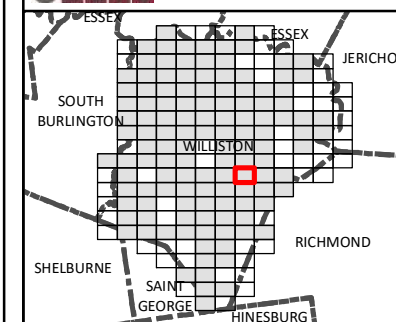 ESSEX
ESSEX
JERICHO
SOUTH
BURLINGTON
WILLISTON
RICHMOND
SHELBURNE
SAINT
GEORGE
HINESBURG